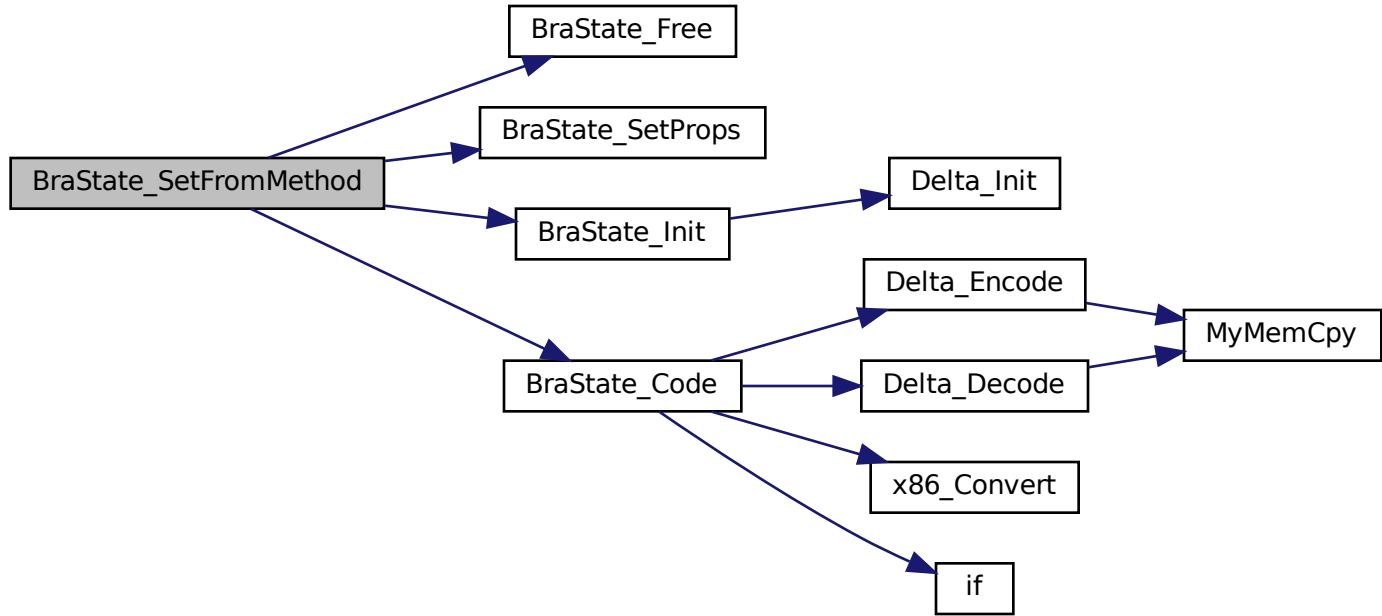 BraState_Free
BraState_SetProps
BraState_SetFromMethod
Delta_Init
BraState_Init
Delta_Encode
MyMemCpy
BraState_Code
Delta_Decode
x86_Convert
if